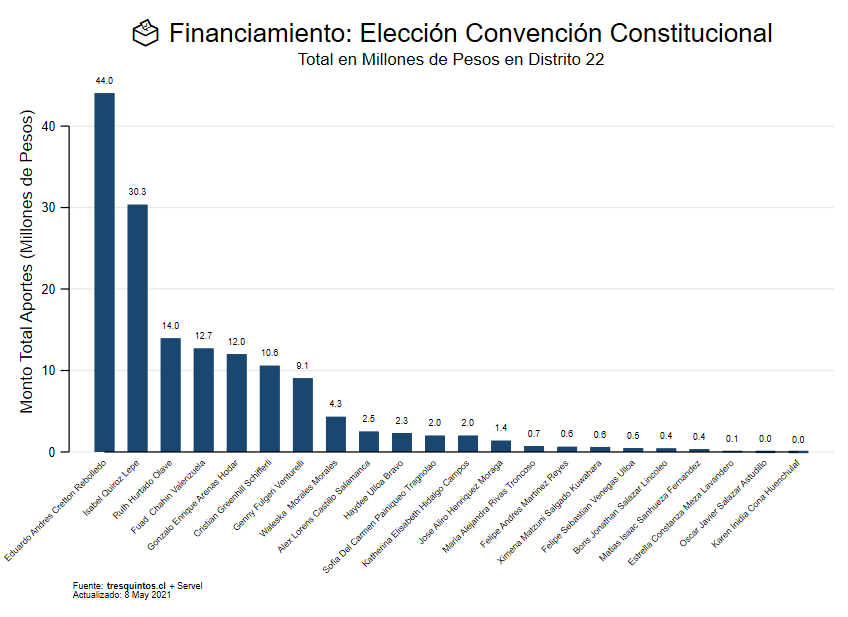 Financiamiento: Elección Convención Constitucional
Total en Millones de Pesos en Distrito 22
Monto Total Aportes (Millones de Pesos)
40
30
20
10
0
44.0
30.3
14.0
12.7
12.0
10.6
9.1
4.3
2.5
2.3
2.0
2.0
1.4
0.7
0.6
0.6
0.5
0.4
0.4
0.1
0.0
0.0
Eduardo Andres Cretton Rebolledo
Isabel Quiroz Lepe
Ruth Hurtado Olave
Fuad Chahin Valenzuela
Gonzalo Enrique Arenas Hodar
Cristian Greenhill Schifferli
Genny Fulgeri Venturelli
Waleska Morales Morales
Alex Lorens Castillo Salamanca
Haydee Ulloa Bravo
Sofia Del Carmen Painiqueo Tragnolao
Katherina Elisabeth Hidalgo Campos
Jose Aliro Henriquez Moraga
Maria Alejandra Rivas Troncoso
Felipe Andres Martinez Reyes
Ximena Matzuni Salgado Kuwahara
Felipe Sebastian Venegas Ulloa
Boris Jonathan Salazar Lincoleo
Matias Isaac Sanhueza Fernandez
Estrella Constanza Meza Lavandero
Oscar Javier Salazar Astudillo
Karen Inidia Cona Huenchulaf
Fuente: tresquintos.cl + Servel
Actualizado: 8 May 2021